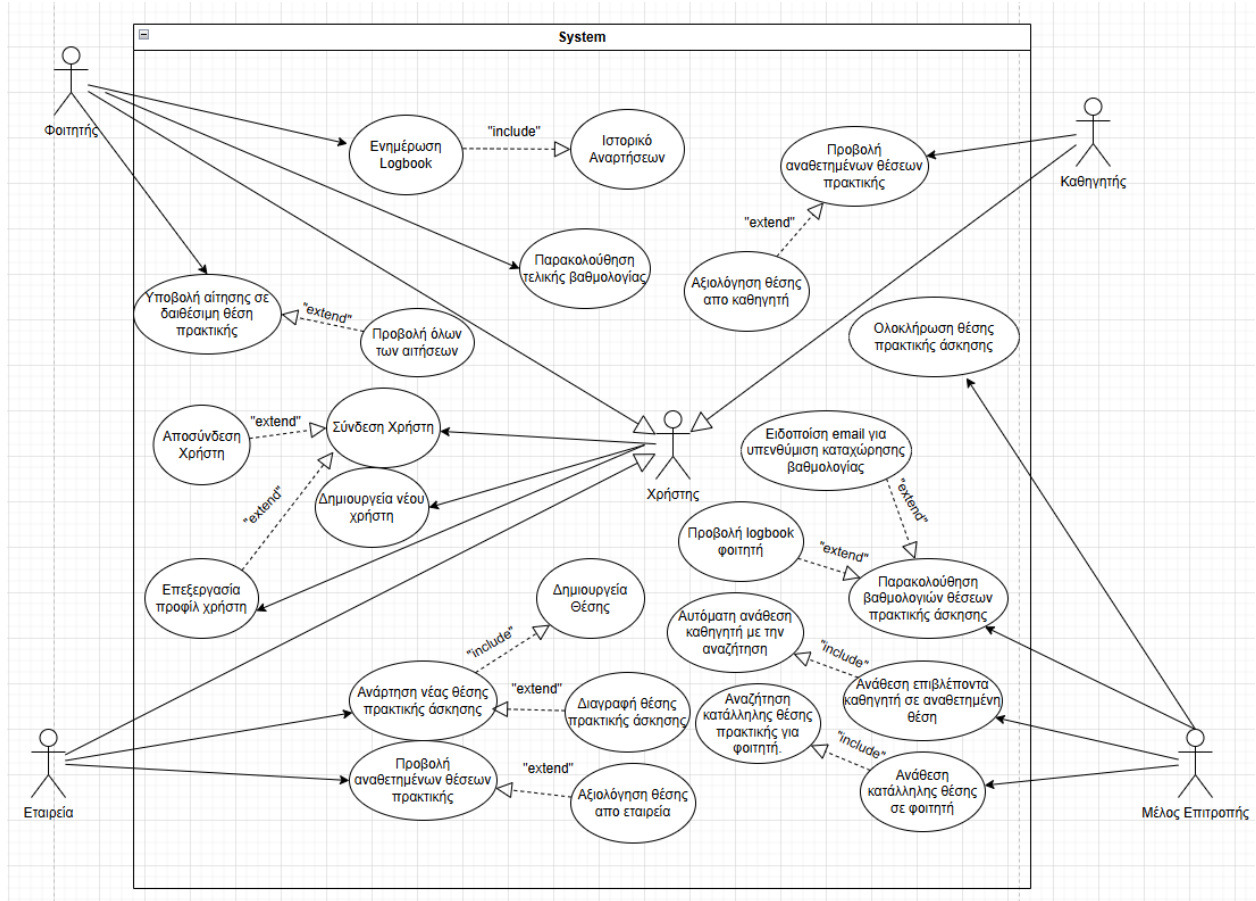 System
Φοιτητής
Ενημέρωση
Logbook
"include"
Ιστορικό
Αναρτήσεων
Προβολή
αναθετημένων θέσεων
πρακτικής
Καθηγητής
"extend"
Αξιολόγηση θέσης
απο καθηγητή
Παρακολούθηση
τελικής βαθμολογίας
Υποβολή αίτησης σε
δαιθέσιμη θέση
πρακτικής
"extend"
Προβολή όλων
των αιτήσεων
Ολοκλήρωση θέσης
πρακτικής άσκησης
Αποσύνδεση
Χρήστη
"extend"
Σύνδεση Χρήστη
"extend"
Δημιουργεία νέου
χρήστη
Επεξεργασία
προφίλ χρήστη
Χρήστης
Ειδοποίση email για
υπενθύμιση καταχώρησης
βαθμολογίας
"extend"
Προβολή logbook
φοιτητή
"extend"
Παρακολούθηση
βαθμολογιών θέσεων
πρακτικής άσκησης
Δημιουργεία
Θέσης
"include"
Αυτόματη ανάθεση
καθηγητή με την
αναζήτηση.
"include"
Ανάθεση επιβλέποντα
καθηγητή σε αναθετημένη
θέση
Ανάρτηση νέας θέσης
πρακτικής άσκησης
"extend"
Διαγραφή θέσης
πρακτικής άσκησης
Αναζήτηση
κατάλληλης θέσης
πρακτικής για
φοιτητή.
"include"
Ανάθεση
κατάλληλης θέσης
σε φοιτητή
Προβολή
αναθετημένων θέσεων
πρακτικής
"extend"
Αξιολόγηση θέσης
απο εταιρεία
Εταιρεία
Μέλος Επιτροπής